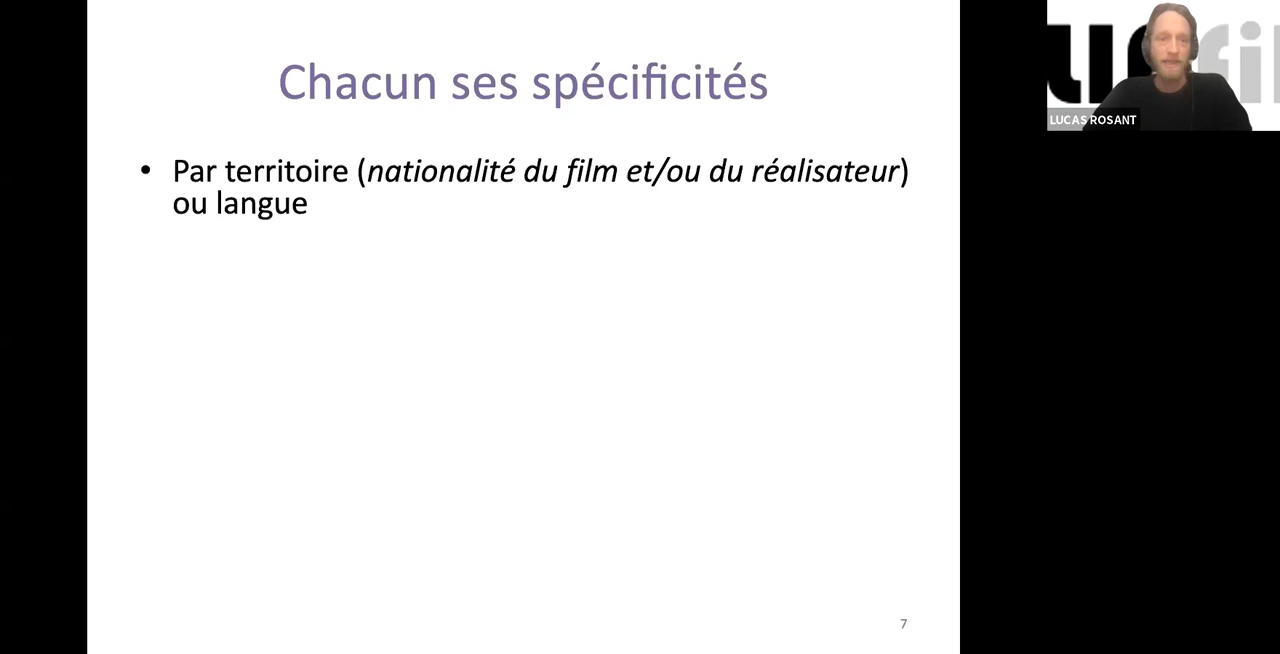 Chacun ses spécificités
• Par territoire (nationalité du film et/ou du réalisateur)
ou langue
7
LUCAS ROSANT